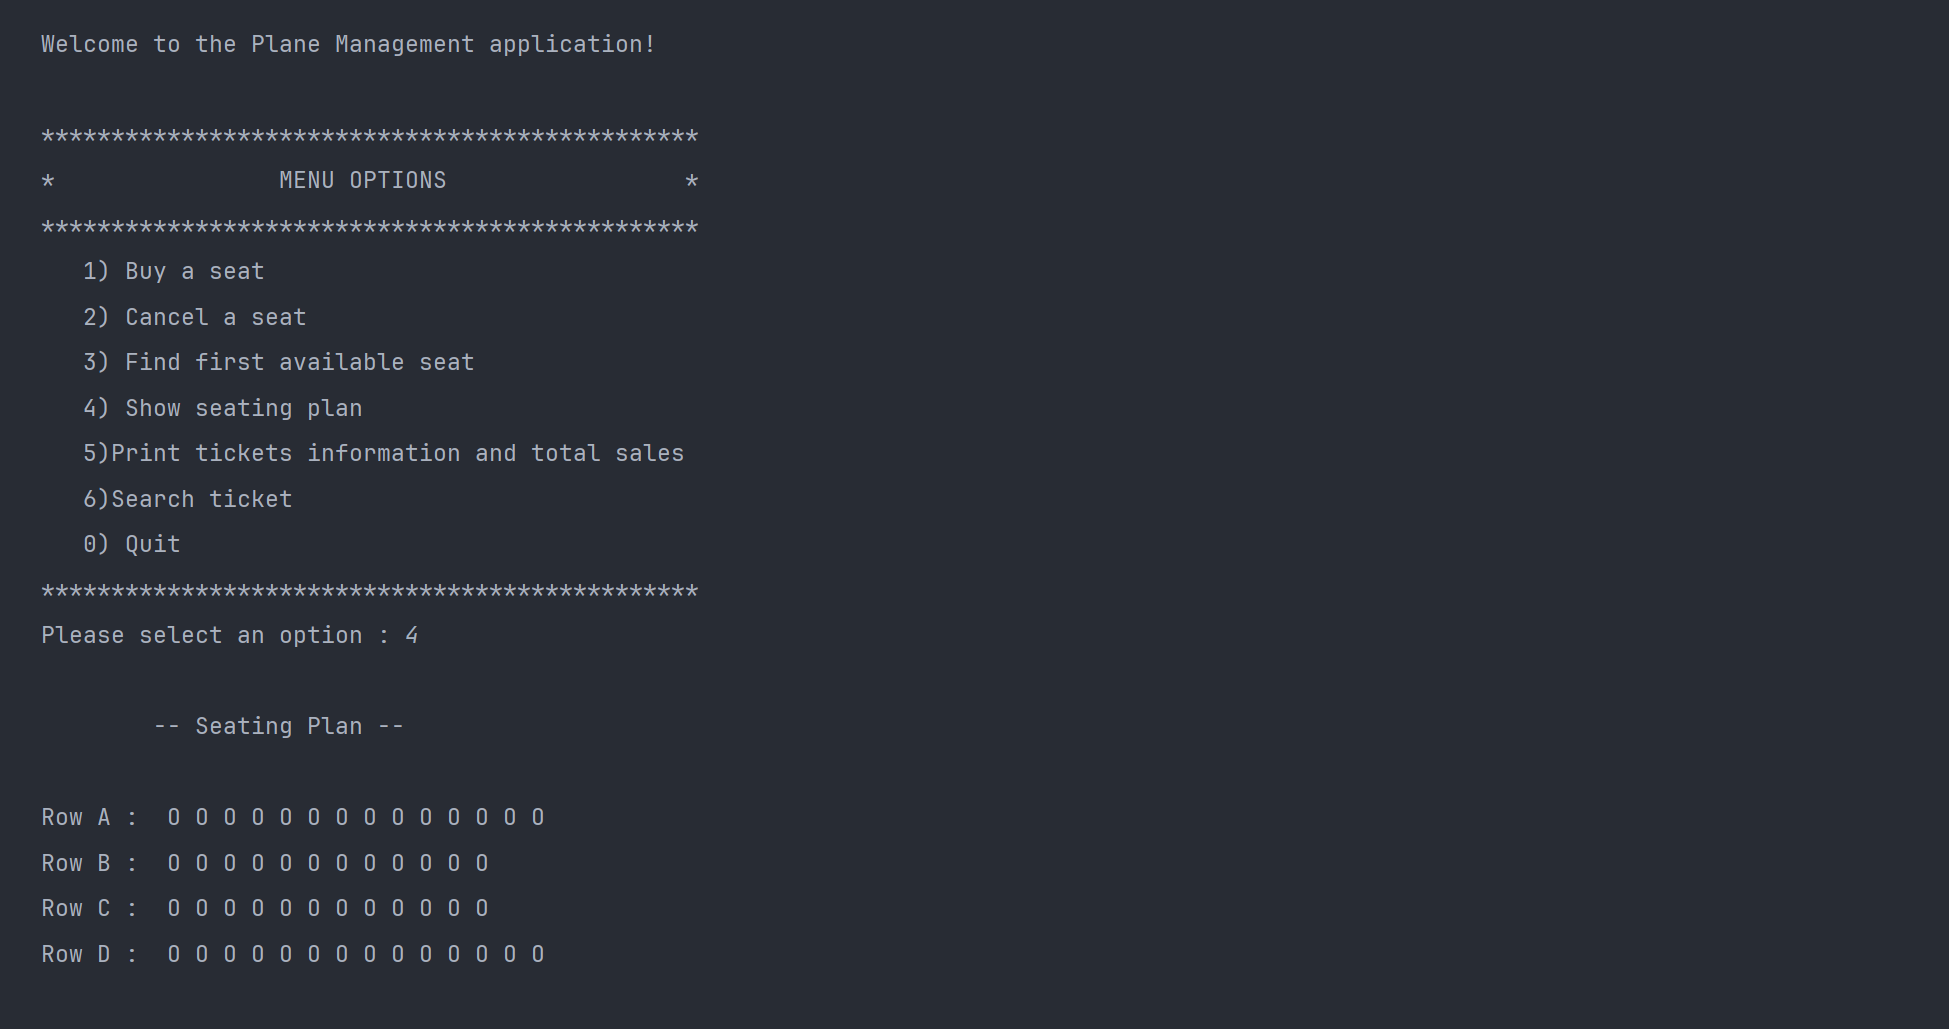 Welcome to the Plane Management application!
***********************************************
*                MENU OPTIONS                 *
***********************************************
   1) Buy a seat
   2) Cancel a seat
   3) Find first available seat
   4) Show seating plan
   5)Print tickets information and total sales
   6)Search ticket
   0) Quit
***********************************************
Please select an option : 4
        -- Seating Plan --
Row A :  O O O O O O O O O O O O O O
Row B :  O O O O O O O O O O O O
Row C :  O O O O O O O O O O O O
Row D :  O O O O O O O O O O O O O O